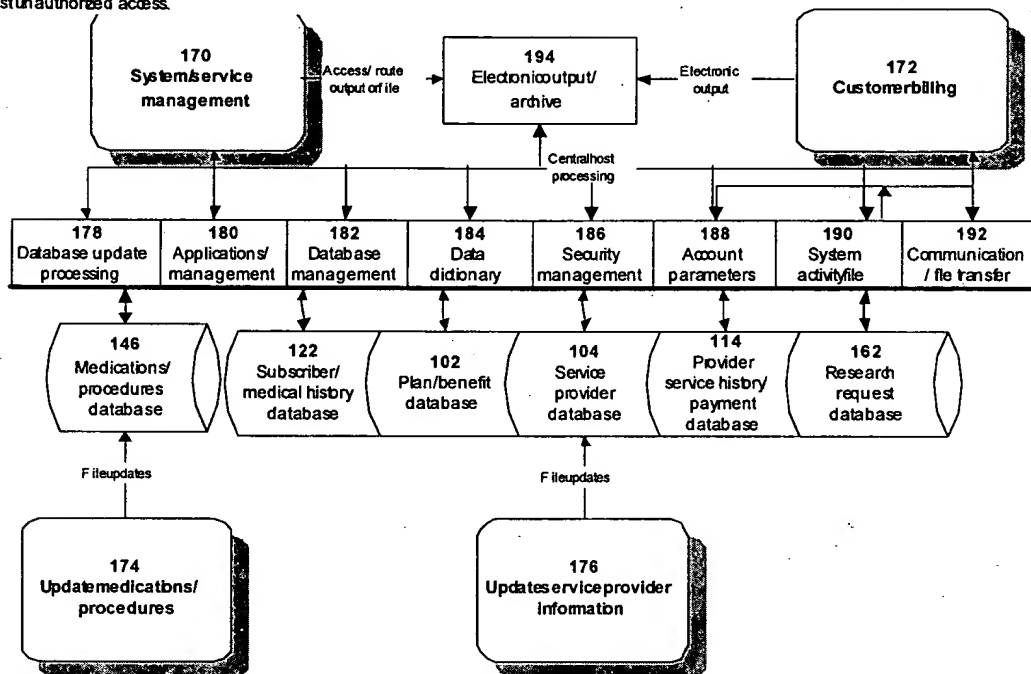 st unauthorized access.
170
System/service
management
Access/ route
output or file
194
Electronic output/
archive
Electronic
output
172
Customer billing
Central host
processing
178
Database update
processing
180
Applications/
management
182
Database
management
184
Data
dictionary
186
Security
management
188
Account
parameters
190
System
activity file
192
Communication
/ file transfer
146
Medications/
procedures
database
122
Subscriber/
medical history
database
102
Plan/benefit
database
104
Service
provider
database
114
Provider
service history/
payment
database
162
Research
request
database
File updates
File updates
174
Update medications/
procedures
176
Update service provider
Information